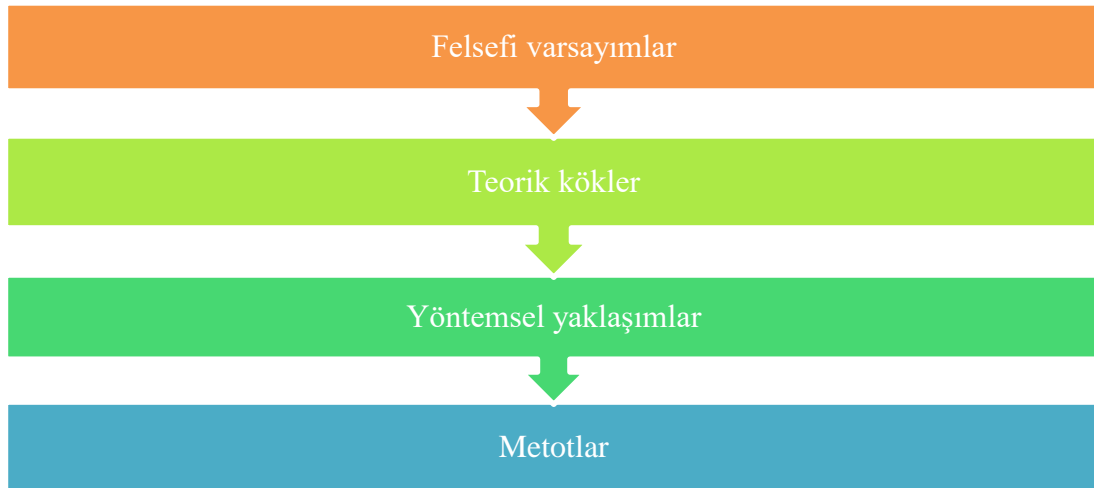 Felsefi varsayımlar
Teorik kökler
Yöntemsel yaklaşımlar
Metotlar